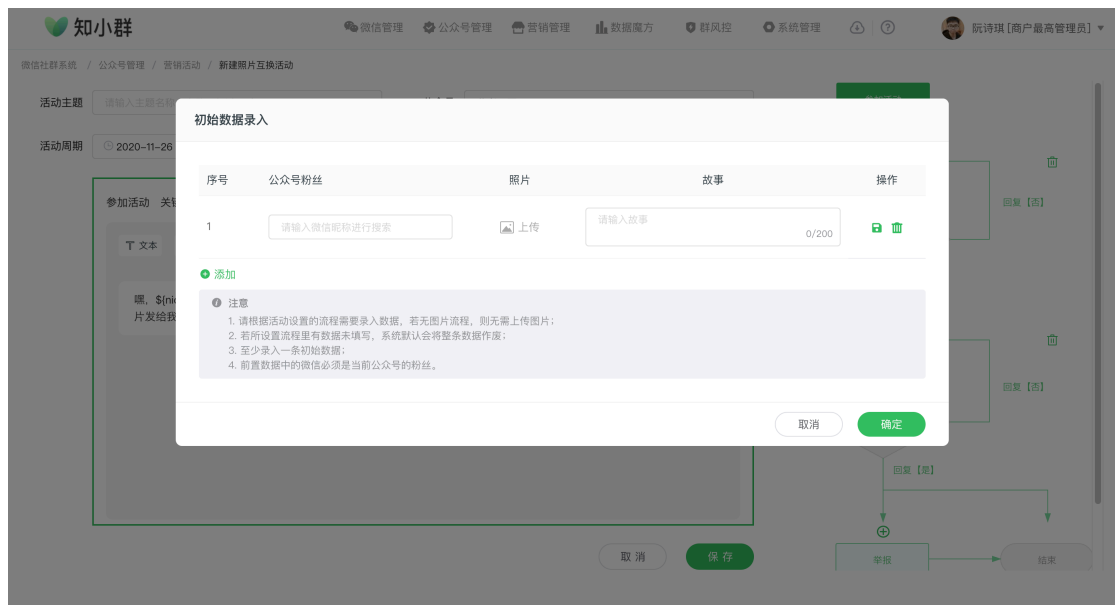 知小群
微信管理 公众号管理 营销管理 数据魔方 群风控 系统管理 阮诗琪 [商户最高管理员]
微信社群系统 / 公众号管理 / 营销活动 / 新建照片互换活动
活动主题 请输入主题名称
初始数据录入
活动周期 2020-11-26
序号 公众号粉丝 照片 故事 操作
参加活动
回复【否】
1 请输入微信昵称进行搜索 上传 请输入故事 0/200
T 文本
添加
嘿，${nic
片发给我
注意
1. 请根据活动设置的流程需要录入数据，若无图片流程，则无需上传图片；
2. 若所设置流程里有数据未填写，系统默认会将整条数据作废；
3. 至少录入一条初始数据；
4. 前置数据中的微信必须是当前公众号的粉丝。
回复【否】
取消 确定
回复【是】
取 消 保 存
举报 结束